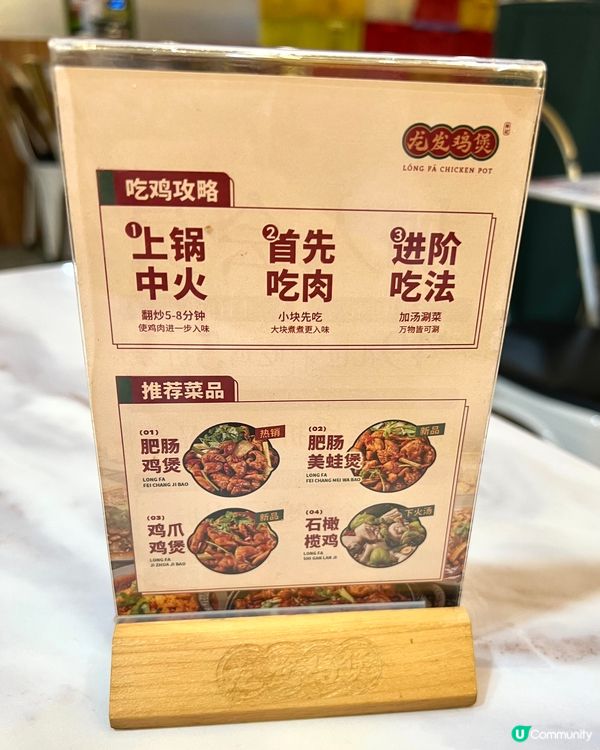 龙发鸡煲
LÓNG FĀ CHICKEN POT
吃鸡攻略
1 上锅
中火
翻炒5-8分钟
使鸡肉进一步入味
2 首先
吃肉
小块先吃
大块煮煮更入味
3 进阶
吃法
加汤涮菜
万物皆可涮
推荐菜品
(01)
肥肠
鸡煲
LONG FA
FEI CHANG JI BAO
热销
(02)
肥肠
美蛙煲
LONG FA
FEI CHANG MEI WA BAO
新品
(03)
鸡爪
鸡煲
LONG FA
JI ZHUA JI BAO
新品
(04)
石橄
榄鸡
LONG FA
SHI GAN LAN JI
下火汤
U Community